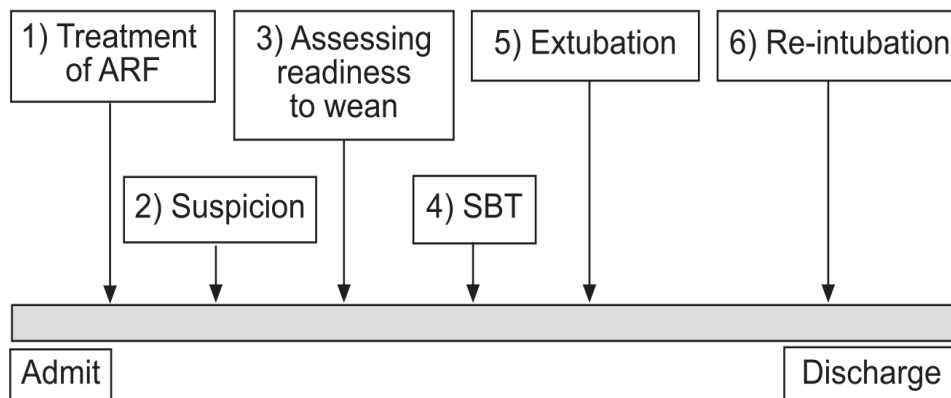 1) Treatment
of ARF
2) Suspicion
3) Assessing
readiness
to wean
4) SBT
5) Extubation
6) Re-intubation
Admit
Discharge